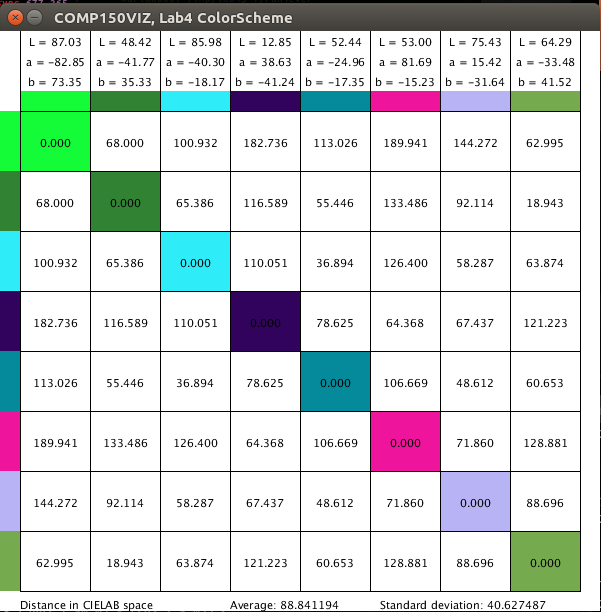 COMP150VIZ, Lab4 ColorScheme
L = 87.03 L = 48.42 L = 85.98 L = 12.85 L = 52.44 L = 53.00 L = 75.43 L = 64.29
a = −82.85 a = −41.77 a = −40.30 a = 38.63 a = −24.96 a = 81.69 a = 15.42 a = −33.48
b = 73.35 b = 35.33 b = −18.17 b = −41.24 b = −17.35 b = −15.23 b = −31.64 b = 41.52
0.000 68.000 100.932 182.736 113.026 189.941 144.272 62.995
68.000 0.000 65.386 116.589 55.446 133.486 92.114 18.943
100.932 65.386 0.000 110.051 36.894 126.400 58.287 63.874
182.736 116.589 110.051 0.000 78.625 64.368 67.437 121.223
113.026 55.446 36.894 78.625 0.000 106.669 48.612 60.653
189.941 133.486 126.400 64.368 106.669 0.000 71.860 128.881
144.272 92.114 58.287 67.437 48.612 71.860 0.000 88.696
62.995 18.943 63.874 121.223 60.653 128.881 88.696 0.000
Distance in CIELAB space Average: 88.841194 Standard deviation: 40.627487